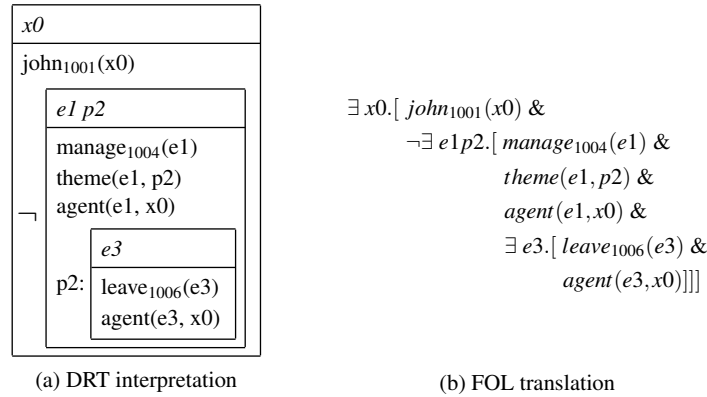 x0
john1001(x0)
¬
e1 p2
manage1004(e1)
theme(e1, p2)
agent(e1, x0)
p2:
e3
leave1006(e3)
agent(e3, x0)
(a) DRT interpretation
∃ x0.[ john1001(x0) &
¬∃ e1p2.[ manage1004(e1) &
theme(e1, p2) &
agent(e1,x0) &
∃ e3.[ leave1006(e3) &
agent(e3,x0)]]]
(b) FOL translation